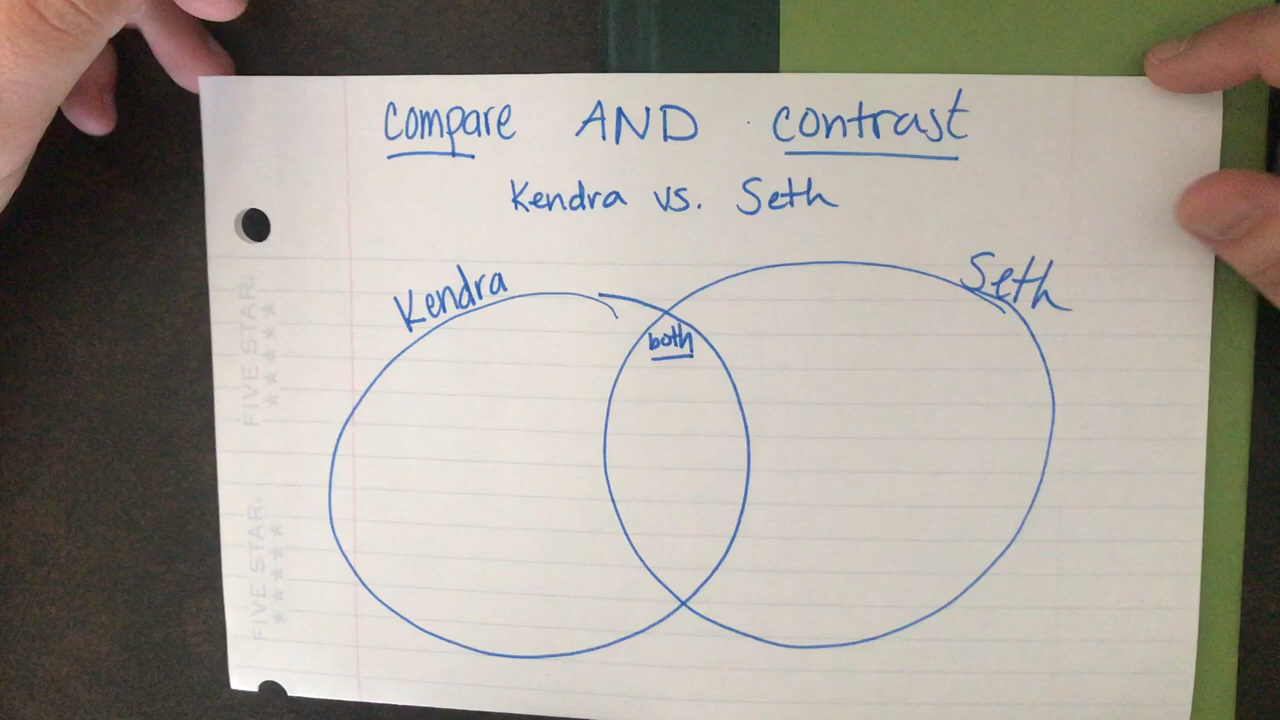 compare AND contrast
Kendra vs. Seth
Kendra
Seth
both
FIVE STAR.
FIVE STAR.